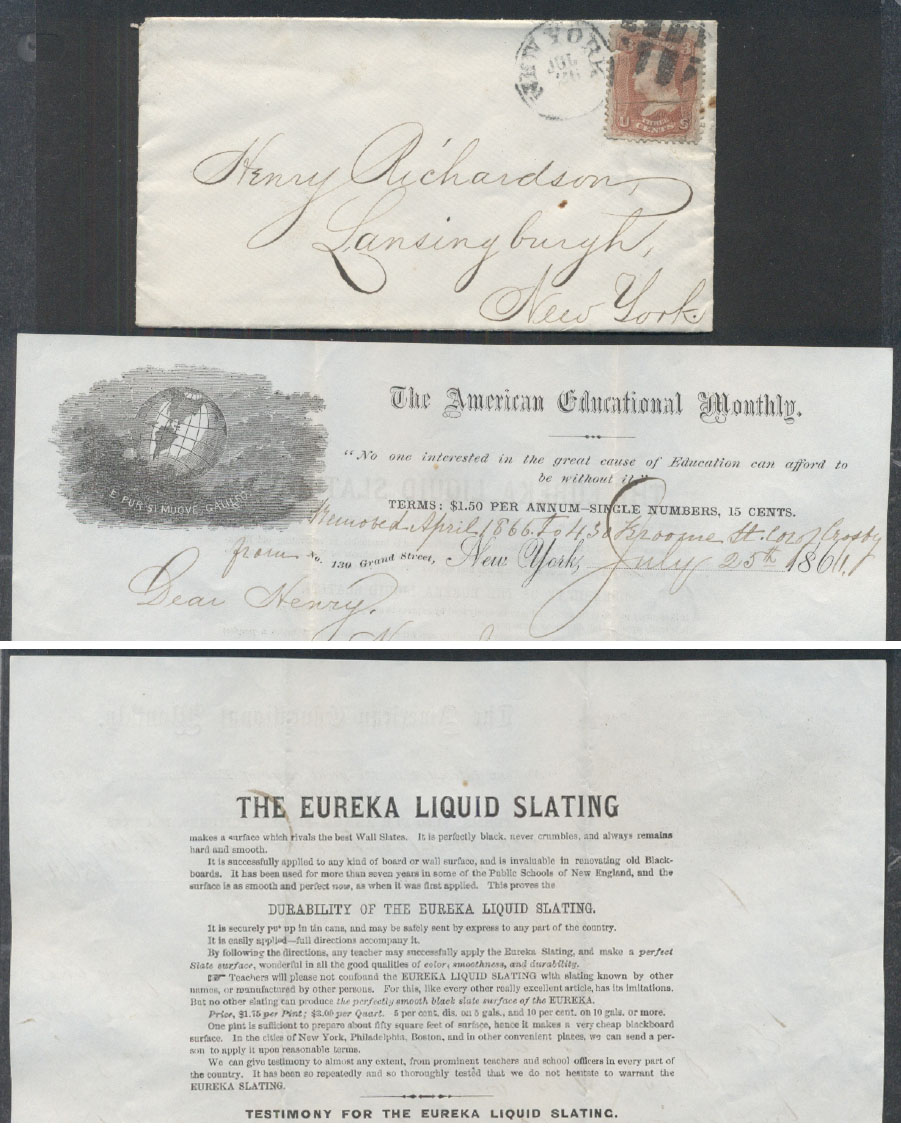 NEW YORK
JUL
U THREE CENTS S
Henry Richardson,
Lansingburgh,
New York.
The American Educational Monthly.
"No one interested in the great cause of Education can afford to
be without it."
TERMS: $1.50 PER ANNUM—SINGLE NUMBERS, 15 CENTS.
E PUR SI MUOVE, GALILEO.
Removed April 1866 to 430 Broome St. Cor of Crosby
from No. 130 Grand Street, New York, July 25th 186
Dear Henry,
THE EUREKA LIQUID SLATING
makes a surface which rivals the best Wall Slates. It is perfectly black, never crumbles, and always remains
hard and smooth.
It is successfully applied to any kind of board or wall surface, and is invaluable in renovating old Black-
boards. It has been used for more than seven years in some of the Public Schools of New England, and the
surface is as smooth and perfect now, as when it was first applied. This proves the
DURABILITY OF THE EUREKA LIQUID SLATING.
It is securely put up in tin cans, and may be safely sent by express to any part of the country.
It is easily applied—full directions accompany it.
By following the directions, any teacher may successfully apply the Eureka Slating, and make a perfect
Slate surface, wonderful in all the good qualities of color, smoothness, and durability.
☞ Teachers will please not confound the EUREKA LIQUID SLATING with slating known by other
names, or manufactured by other persons. For this, like every other really excellent article, has its imitations.
But no other slating can produce the perfectly smooth black slate surface of the EUREKA.
Price, $1.75 per Pint; $3.00 per Quart. 5 per cent. dis. on 5 gals., and 10 per cent. on 10 gals. or more.
One pint is sufficient to prepare about fifty square feet of surface, hence it makes a very cheap blackboard
surface. In the cities of New York, Philadelphia, Boston, and in other convenient places, we can send a per-
son to apply it upon reasonable terms.
We can give testimony to almost any extent, from prominent teachers and school officers in every part of
the country. It has been so repeatedly and so thoroughly tested that we do not hesitate to warrant the
EUREKA SLATING.
TESTIMONY FOR THE EUREKA LIQUID SLATING.